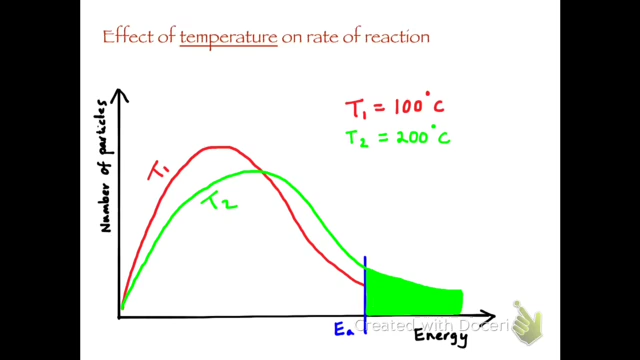 Effect of temperature on rate of reaction
T1 = 100°C
T2 = 200°C
Number of particles
T1
T2
Ea
Created with Doceri
Energy